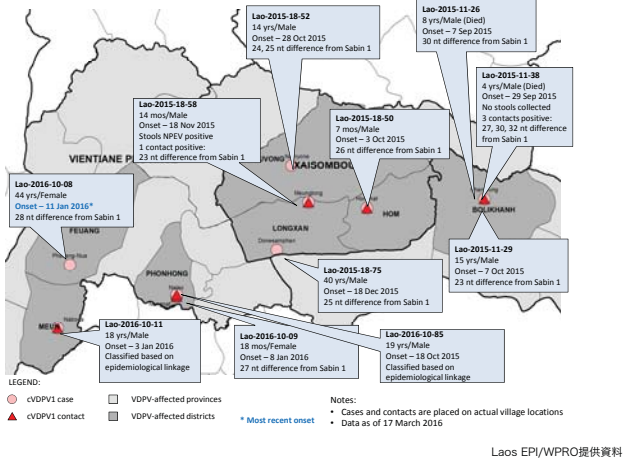 Lao-2015-18-52
14 yrs/Male
Onset – 28 Oct 2015
24, 25 nt difference from Sabin 1
Lao-2015-11-26
8 yrs/Male (Died)
Onset – 7 Sep 2015
30 nt difference from Sabin 1
Lao-2015-11-38
4 yrs/Male (Died)
Onset – 29 Sep 2015
No stools collected
3 contacts positive:
27, 30, 32 nt difference
from Sabin 1
Lao-2015-18-58
14 mos/Male
Onset – 18 Nov 2015
Stools NPEV positive
1 contact positive:
23 nt difference from Sabin 1
Lao-2015-18-50
7 mos/Male
Onset – 3 Oct 2015
26 nt difference from Sabin 1
VIENTIANE
Lao-2016-10-08
44 yrs/Female
Onset – 11 Jan 2016*
28 nt difference from Sabin 1
FEUANG
LONGXAN
HOM
BOLIKHANH
PHONHONG
Lao-2015-11-29
15 yrs/Male
Onset – 7 Oct 2015
23 nt difference from Sabin 1
Lao-2015-18-75
40 yrs/Male
Onset – 18 Dec 2015
25 nt difference from Sabin 1
Lao-2016-10-11
18 yrs/Male
Onset – 3 Jan 2016
Classified based on
epidemiological linkage
Lao-2016-10-09
18 mos/Female
Onset – 8 Jan 2016
27 nt difference from Sabin 1
Lao-2016-10-85
19 yrs/Male
Onset – 18 Oct 2015
Classified based on
epidemiological linkage
LEGEND:
cVDPV1 case
VDPV-affected provinces
cVDPV1 contact
VDPV-affected districts
* Most recent onset
Notes:
• Cases and contacts are placed on actual village locations
• Data as of 17 March 2016
Laos EPI/WPRO提供資料